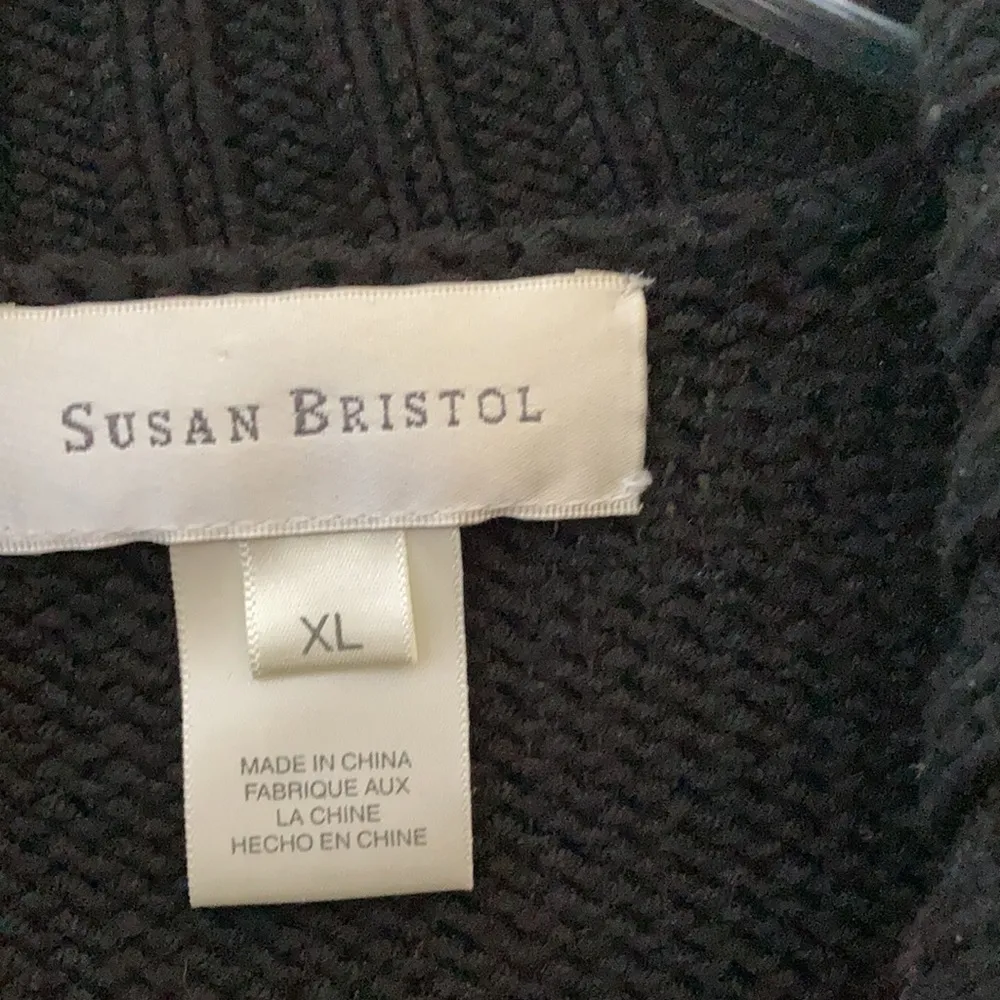 SUSAN BRISTOL
XL
MADE IN CHINA
FABRIQUE AUX
LA CHINE
HECHO EN CHINE